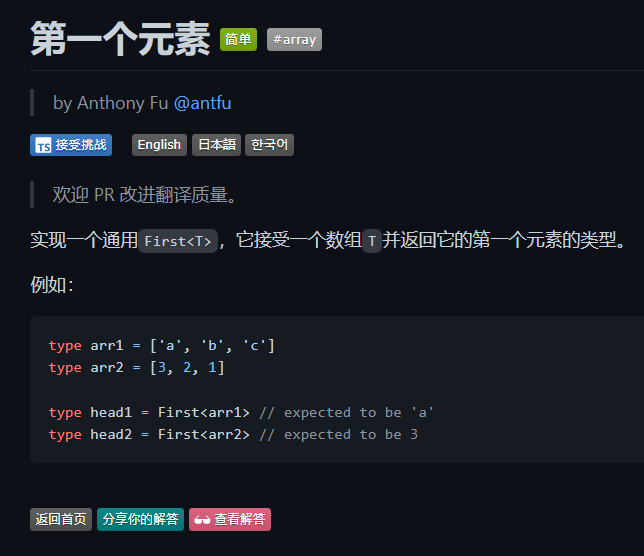 第一个元素 简单 #array
by Anthony Fu @antfu
TS 接受挑战 English 日本語 한국어
欢迎 PR 改进翻译质量。
实现一个通用First<T>，它接受一个数组T并返回它的第一个元素的类型。
例如：
type arr1 = ['a', 'b', 'c']
type arr2 = [3, 2, 1]
type head1 = First<arr1> // expected to be 'a'
type head2 = First<arr2> // expected to be 3
返回首页 分享你的解答 查看解答